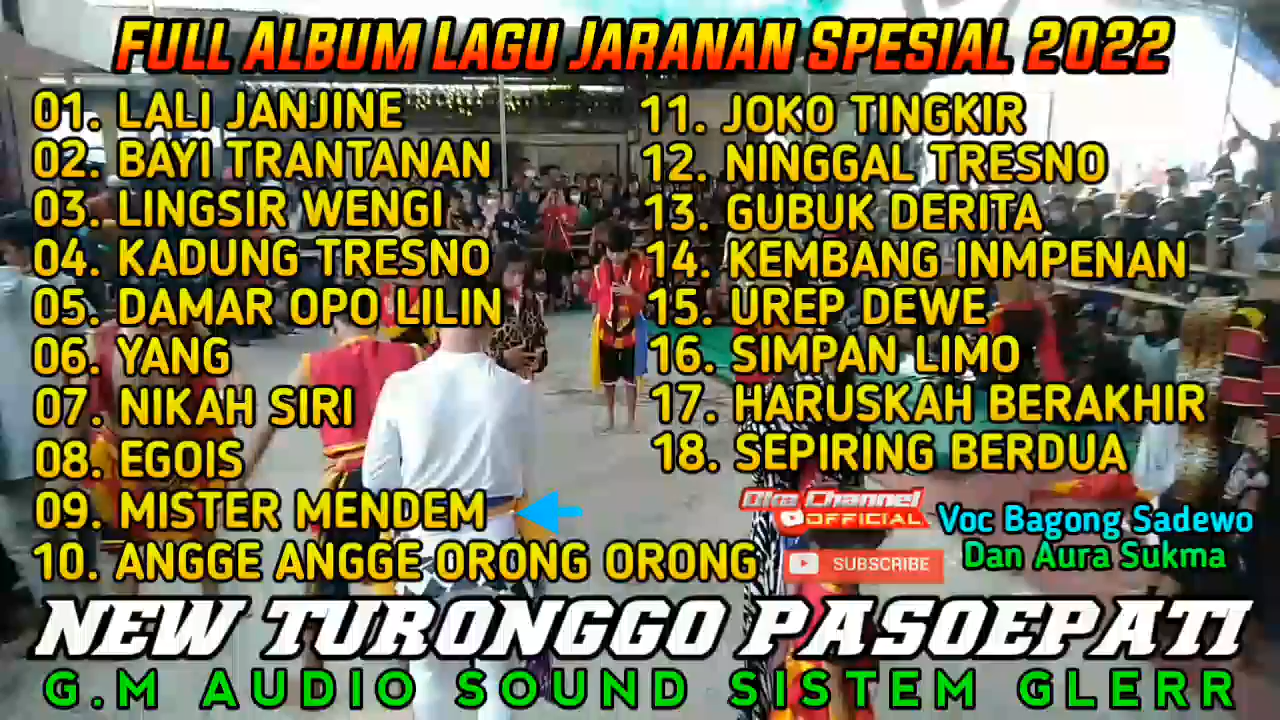 FULL ALBUM LAGU JARANAN SPESIAL 2022
01. LALI JANJINE
02. BAYI TRANTANAN
03. LINGSIR WENGI
04. KADUNG TRESNO
05. DAMAR OPO LILIN
06. YANG
07. NIKAH SIRI
08. EGOIS
09. MISTER MENDEM
10. ANGGE ANGGE ORONG ORONG
11. JOKO TINGKIR
12. NINGGAL TRESNO
13. GUBUK DERITA
14. KEMBANG INMPENAN
15. UREP DEWE
16. SIMPAN LIMO
17. HARUSKAH BERAKHIR
18. SEPIRING BERDUA
Oka Channel
OFFICIAL
SUBSCRIBE
Voc Bagong Sadewo
Dan Aura Sukma
NEW TURONGGO PASOEPATI
G.M AUDIO SOUND SISTEM GLERR